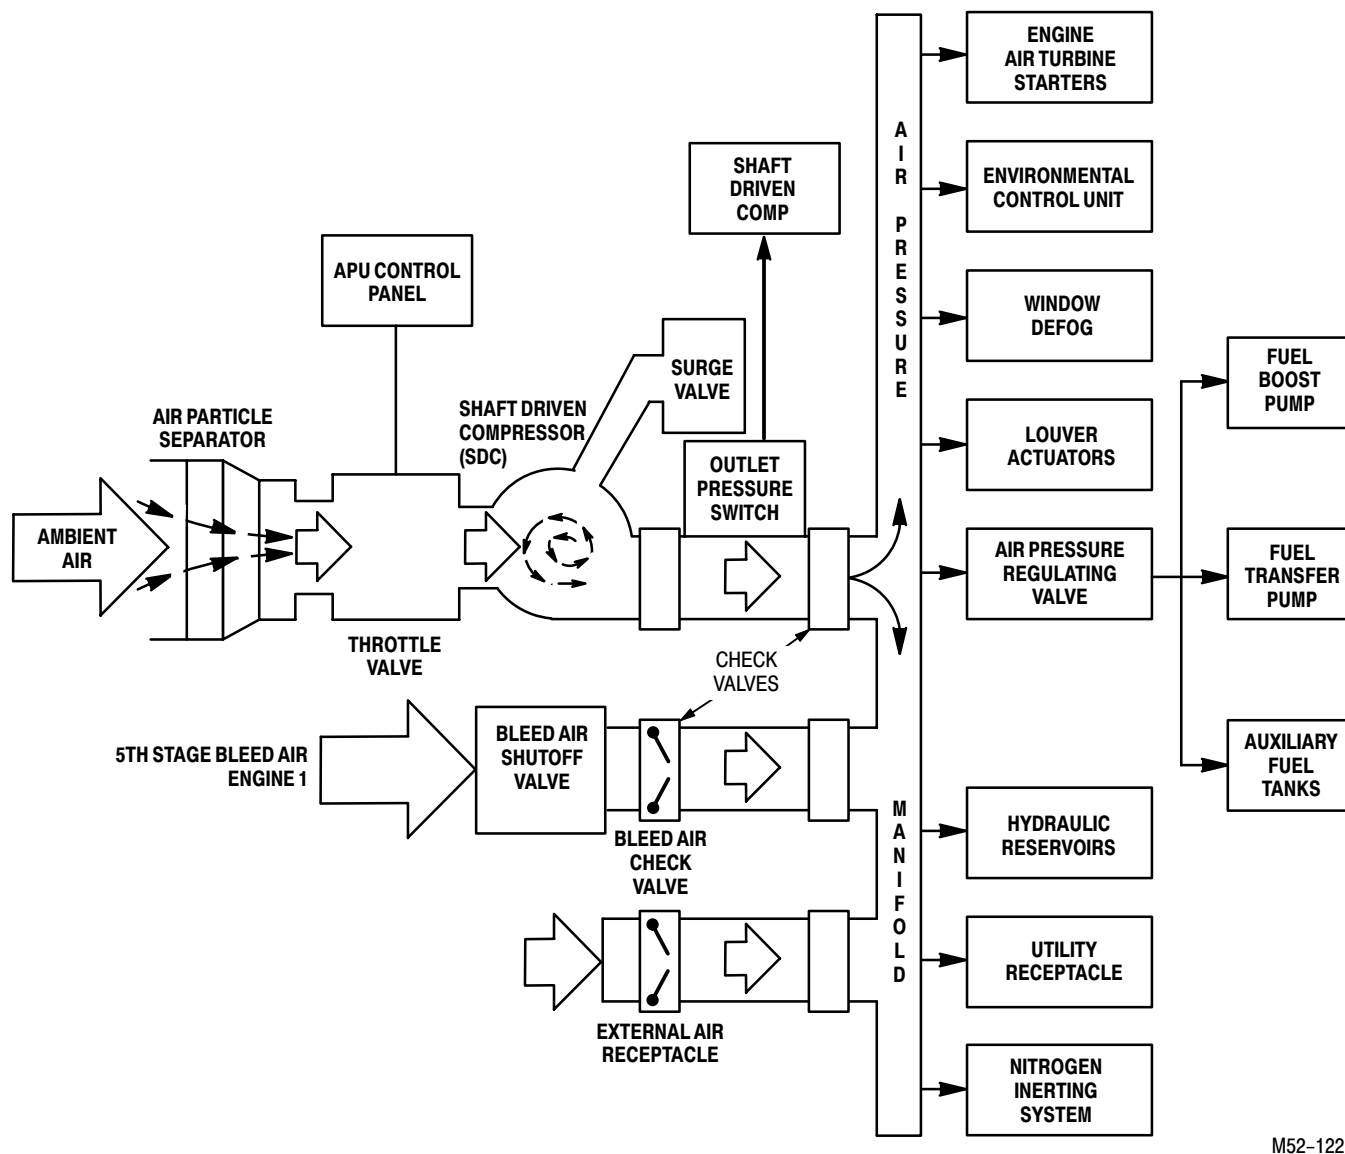 ENGINE
AIR TURBINE
STARTERS
SHAFT
DRIVEN
COMP
ENVIRONMENTAL
CONTROL UNIT
APU CONTROL
PANEL
WINDOW
DEFOG
SURGE
VALVE
FUEL
BOOST
PUMP
AIR PARTICLE
SEPARATOR
SHAFT DRIVEN
COMPRESSOR
(SDC)
LOUVER
ACTUATORS
OUTLET
PRESSURE
SWITCH
AMBIENT
AIR
AIR PRESSURE
REGULATING
VALVE
FUEL
TRANSFER
PUMP
THROTTLE
VALVE
CHECK
VALVES
AIR PRESSURE MANIFOLD
5TH STAGE BLEED AIR
ENGINE 1
BLEED AIR
SHUTOFF
VALVE
AUXILIARY
FUEL
TANKS
BLEED AIR
CHECK
VALVE
HYDRAULIC
RESERVOIRS
UTILITY
RECEPTACLE
EXTERNAL AIR
RECEPTACLE
NITROGEN
INERTING
SYSTEM
M52-122